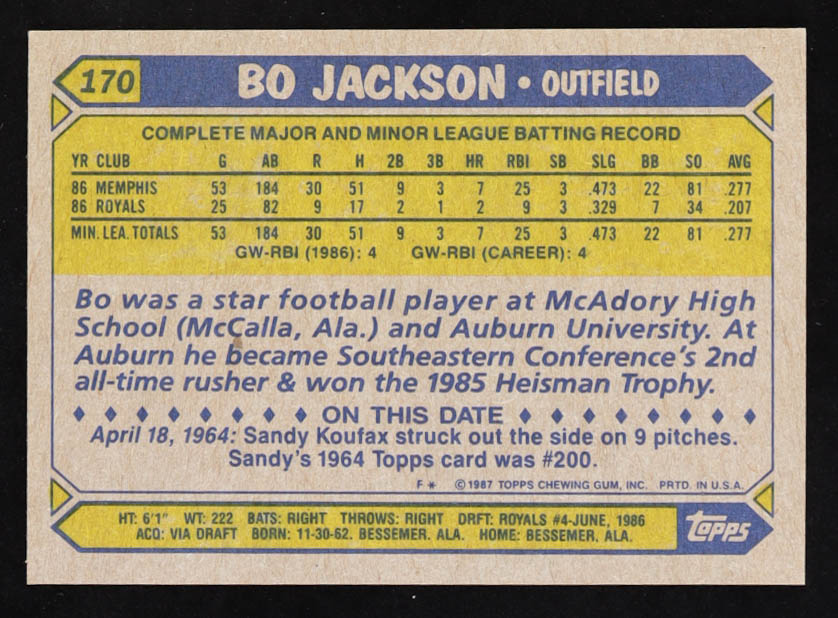 170 BO JACKSON • OUTFIELD
COMPLETE MAJOR AND MINOR LEAGUE BATTING RECORD
YR CLUB G AB R H 2B 3B HR RBI SB SLG BB SO AVG
86 MEMPHIS 53 184 30 51 9 3 7 25 3 .473 22 81 .277
86 ROYALS 25 82 9 17 2 1 2 9 3 .329 7 34 .207
MIN. LEA. TOTALS 53 184 30 51 9 3 7 25 3 .473 22 81 .277
GW-RBI (1986): 4 GW-RBI (CAREER): 4
Bo was a star football player at McAdory High
School (McCalla, Ala.) and Auburn University. At
Auburn he became Southeastern Conference's 2nd
all-time rusher & won the 1985 Heisman Trophy.
♦ ♦ ♦ ♦ ♦ ♦ ♦ ♦ ON THIS DATE ♦ ♦ ♦ ♦ ♦ ♦ ♦ ♦
April 18, 1964: Sandy Koufax struck out the side on 9 pitches.
Sandy's 1964 Topps card was #200.
F * © 1987 TOPPS CHEWING GUM, INC. PRTD. IN U.S.A.
HT: 6'1" WT: 222 BATS: RIGHT THROWS: RIGHT DRFT: ROYALS #4-JUNE, 1986
ACQ: VIA DRAFT BORN: 11-30-62, BESSEMER, ALA. HOME: BESSEMER, ALA.
topps